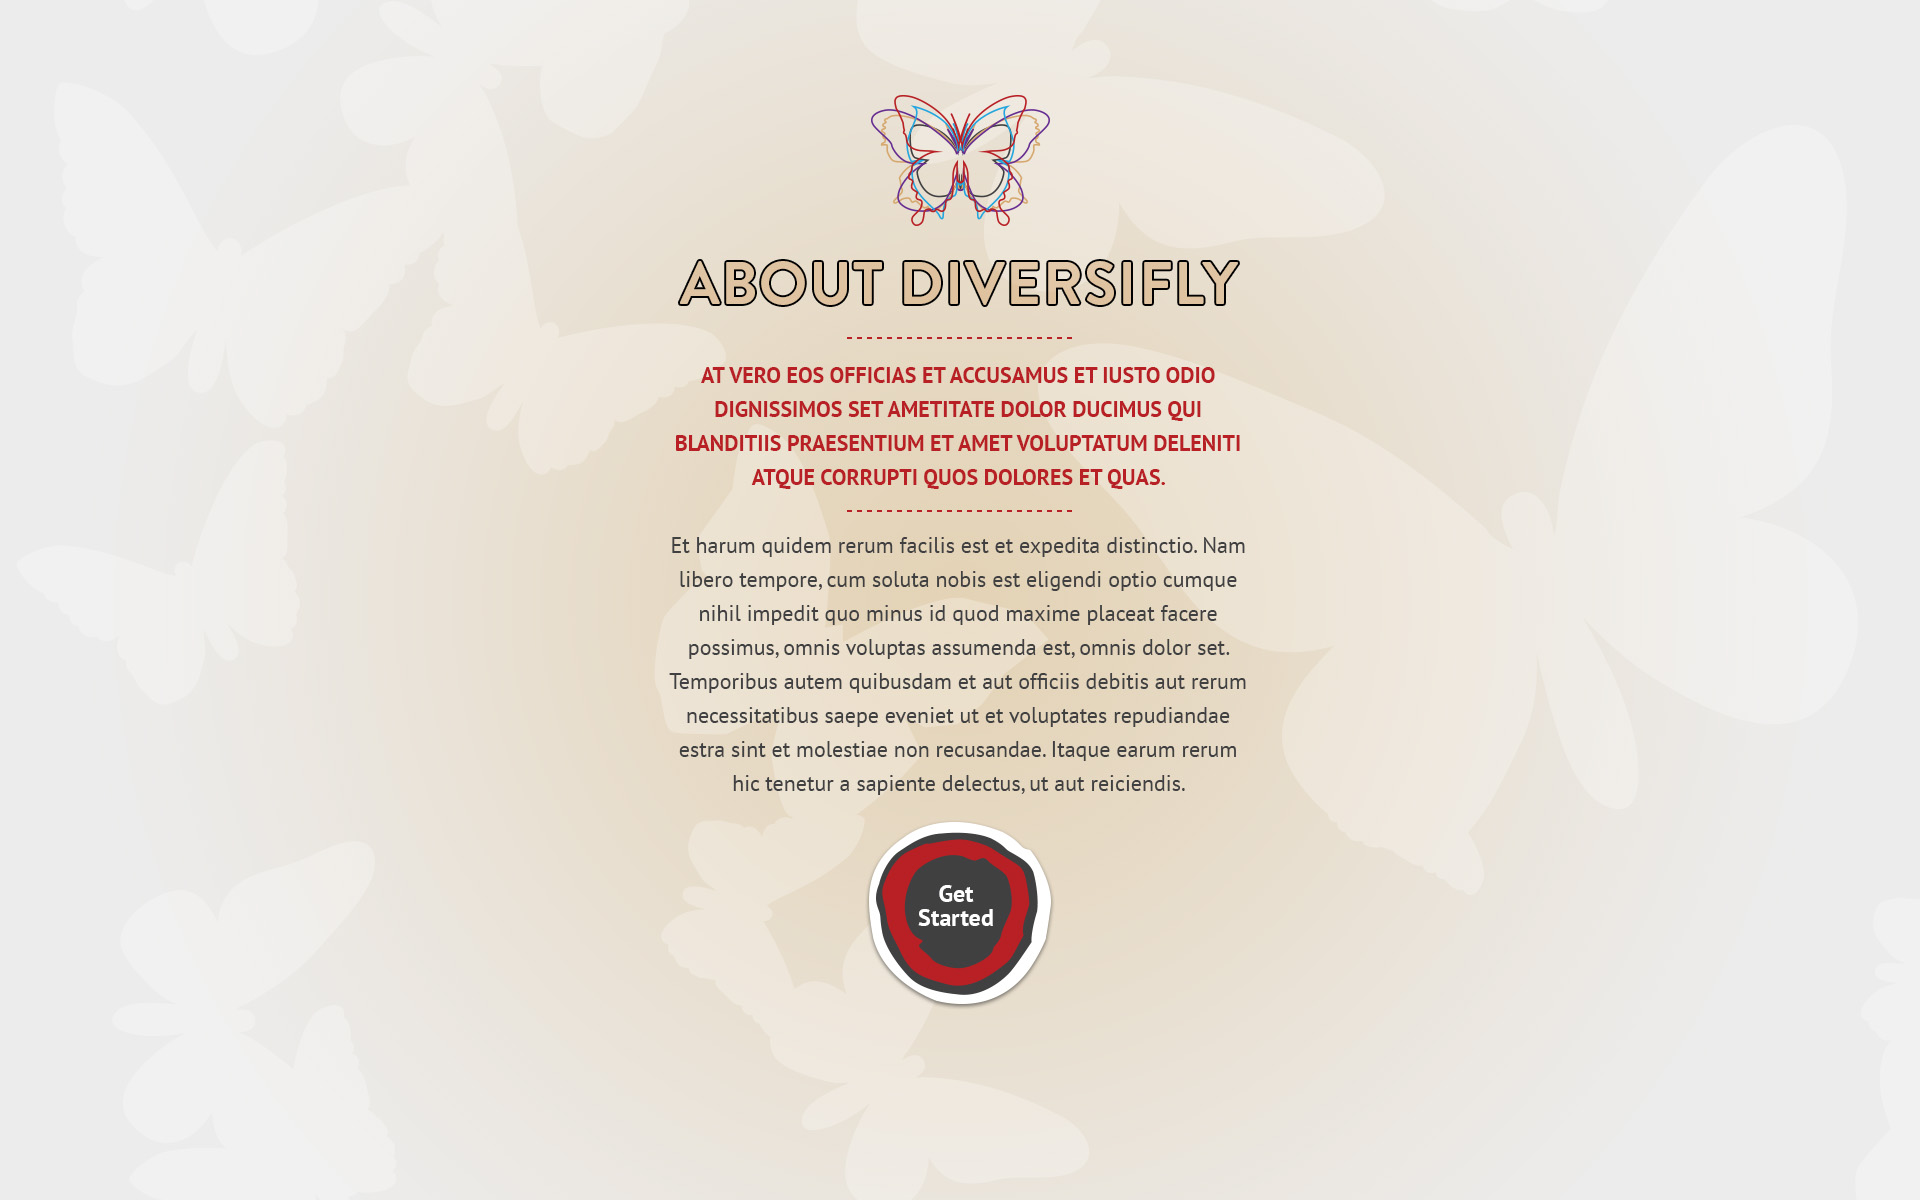 ABOUT DIVERSIFLY
AT VERO EOS OFFICIAS ET ACCUSAMUS ET IUSTO ODIO
DIGNISSIMOS SET AMETITATE DOLOR DUCIMUS QUI
BLANDITIIS PRAESENTIUM ET AMET VOLUPTATUM DELENITI
ATQUE CORRUPTI QUOS DOLORES ET QUAS.
Et harum quidem rerum facilis est et expedita distinctio. Nam
libero tempore, cum soluta nobis est eligendi optio cumque
nihil impedit quo minus id quod maxime placeat facere
possimus, omnis voluptas assumenda est, omnis dolor set.
Temporibus autem quibusdam et aut officiis debitis aut rerum
necessitatibus saepe eveniet ut et voluptates repudiandae
estra sint et molestiae non recusandae. Itaque earum rerum
hic tenetur a sapiente delectus, ut aut reiciendis.
Get
Started